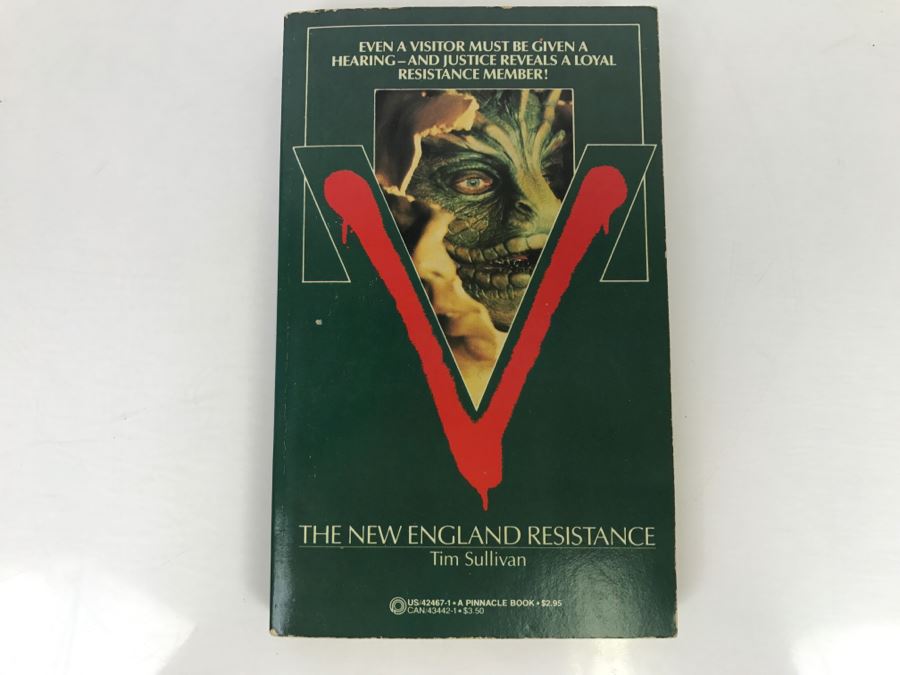 EVEN A VISITOR MUST BE GIVEN A
HEARING–AND JUSTICE REVEALS A LOYAL
RESISTANCE MEMBER!
V
THE NEW ENGLAND RESISTANCE
Tim Sullivan
US/42467-1 • A PINNACLE BOOK • $2.95
CAN/43442-1 • $3.50